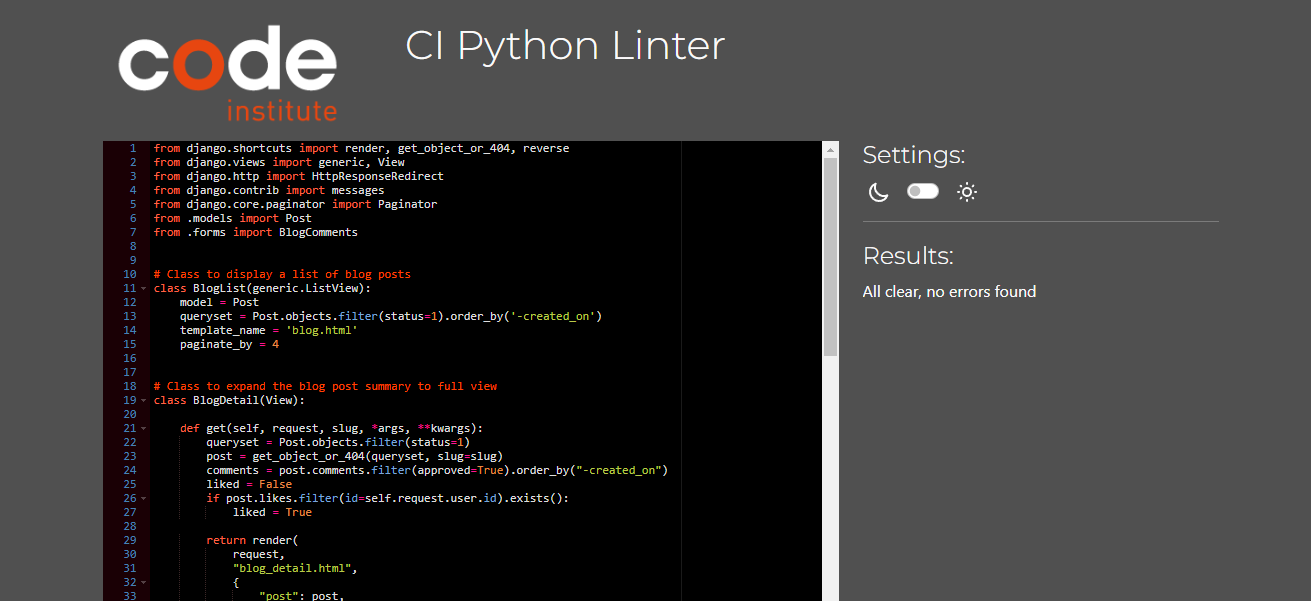 code
institute
CI Python Linter
1 from django.shortcuts import render, get_object_or_404, reverse
2 from django.views import generic, View
3 from django.http import HttpResponseRedirect
4 from django.contrib import messages
5 from django.core.paginator import Paginator
6 from .models import Post
7 from .forms import BlogComments
8
9
10 # Class to display a list of blog posts
11 class BlogList(generic.ListView):
12     model = Post
13     queryset = Post.objects.filter(status=1).order_by('-created_on')
14     template_name = 'blog.html'
15     paginate_by = 4
16
17
18 # Class to expand the blog post summary to full view
19 class BlogDetail(View):
20
21     def get(self, request, slug, *args, **kwargs):
22         queryset = Post.objects.filter(status=1)
23         post = get_object_or_404(queryset, slug=slug)
24         comments = post.comments.filter(approved=True).order_by("-created_on")
25         liked = False
26         if post.likes.filter(id=self.request.user.id).exists():
27             liked = True
28
29         return render(
30             request,
31             "blog_detail.html",
32             {
33                 "post": post,
Settings:
Results:
All clear, no errors found